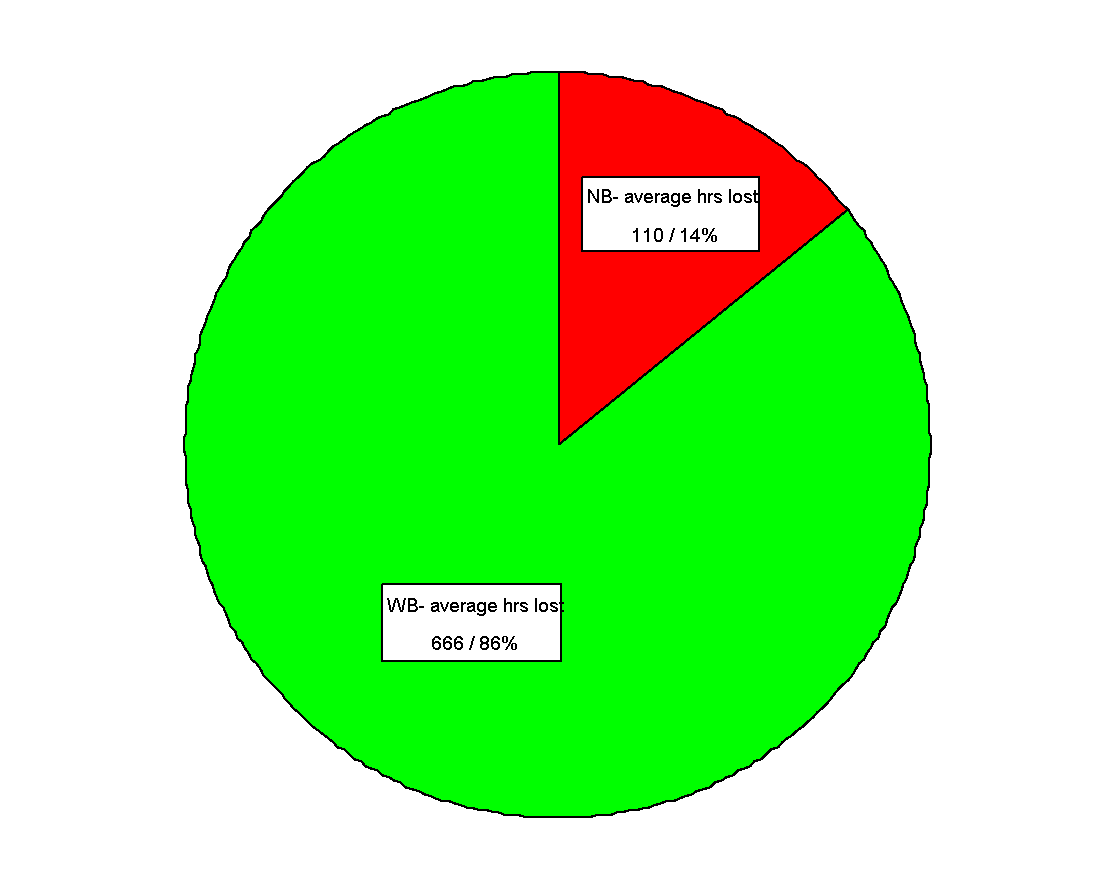 NB- average hrs lost
110 / 14%
WB- average hrs lost
666 / 86%